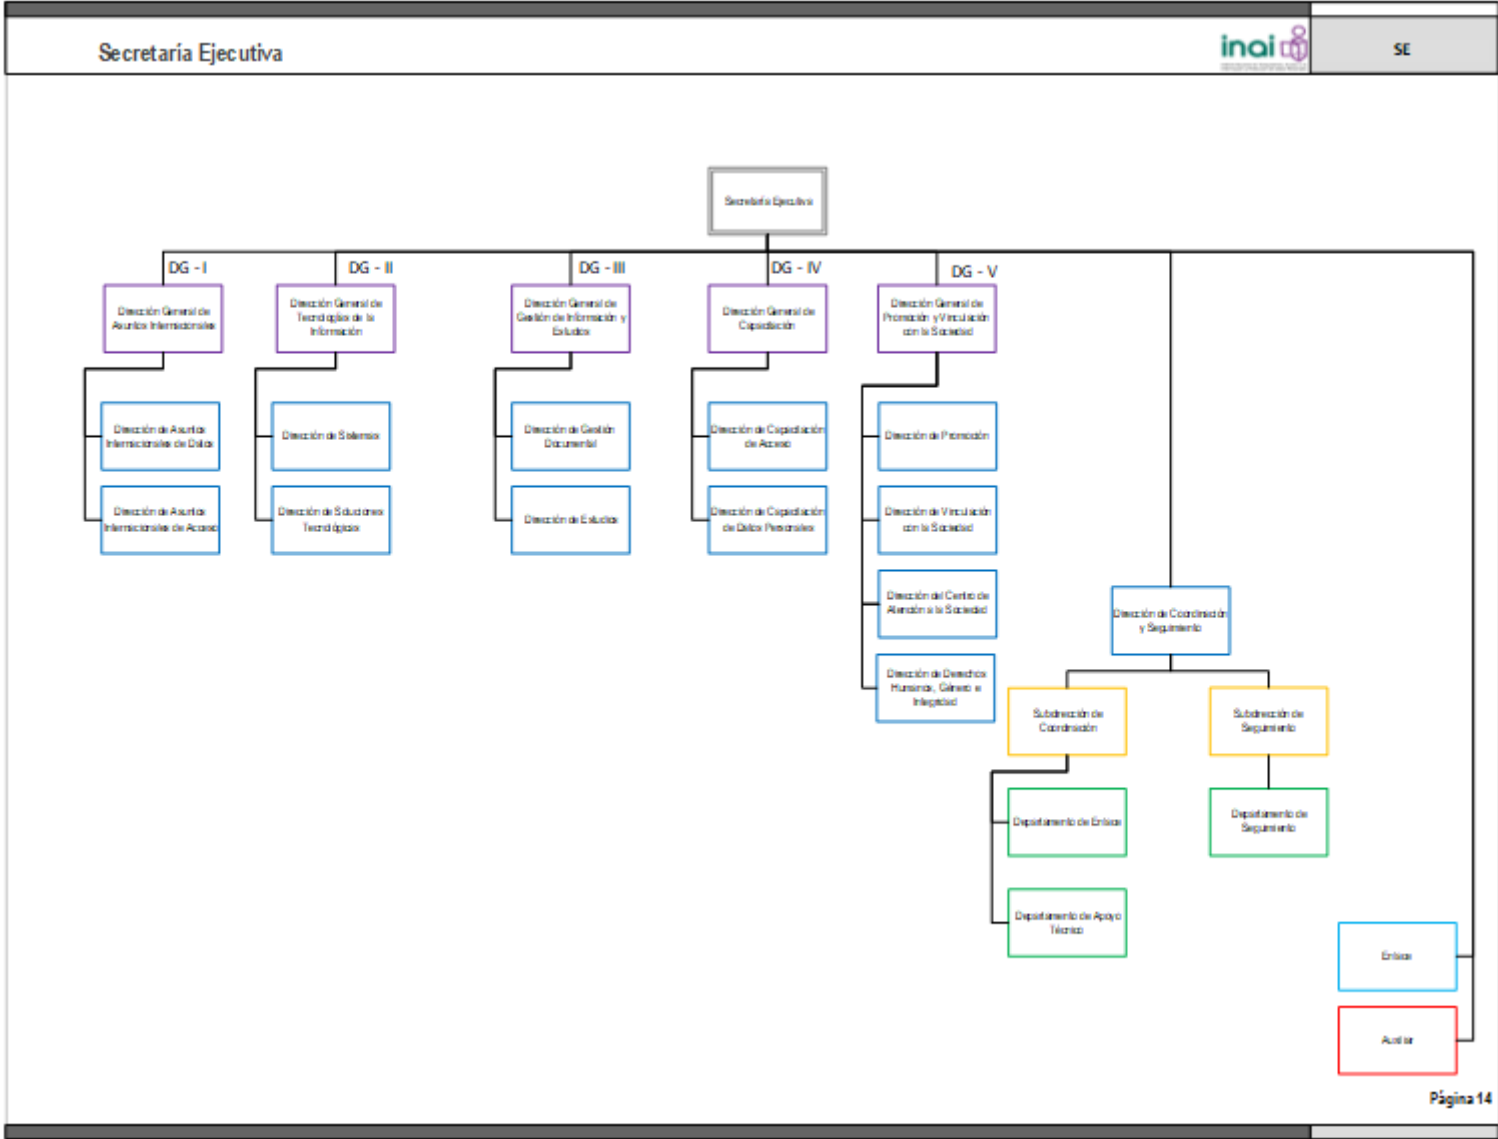 Secretaría Ejecutiva
inai
SE
Secretaría Ejecutiva
DG - I
DG - II
DG - III
DG - IV
DG - V
Dirección General de
Asuntos Internacionales
Dirección General de
Tecnologías de la
Información
Dirección General de
Gestión de Información y
Estudios
Dirección General de
Capacitación
Dirección General de
Promoción y Vinculación
con la Sociedad
Dirección de Asuntos
Internacionales de Datos
Dirección de Sistemas
Dirección de Gestión
Documental
Dirección de Capacitación
de Acceso
Dirección de Promoción
Dirección de Asuntos
Internacionales de Acceso
Dirección de Soluciones
Tecnológicas
Dirección de Estudios
Dirección de Capacitación
de Datos Personales
Dirección de Vinculación
con la Sociedad
Dirección del Centro de
Atención a la Sociedad
Dirección de Coordinación
y Seguimiento
Dirección de Derechos
Humanos, Género e
Integridad
Subdirección de
Coordinación
Subdirección de
Seguimiento
Departamento de Enlace
Departamento de
Seguimiento
Departamento de Apoyo
Técnico
Enlace
Auxiliar
Página 14